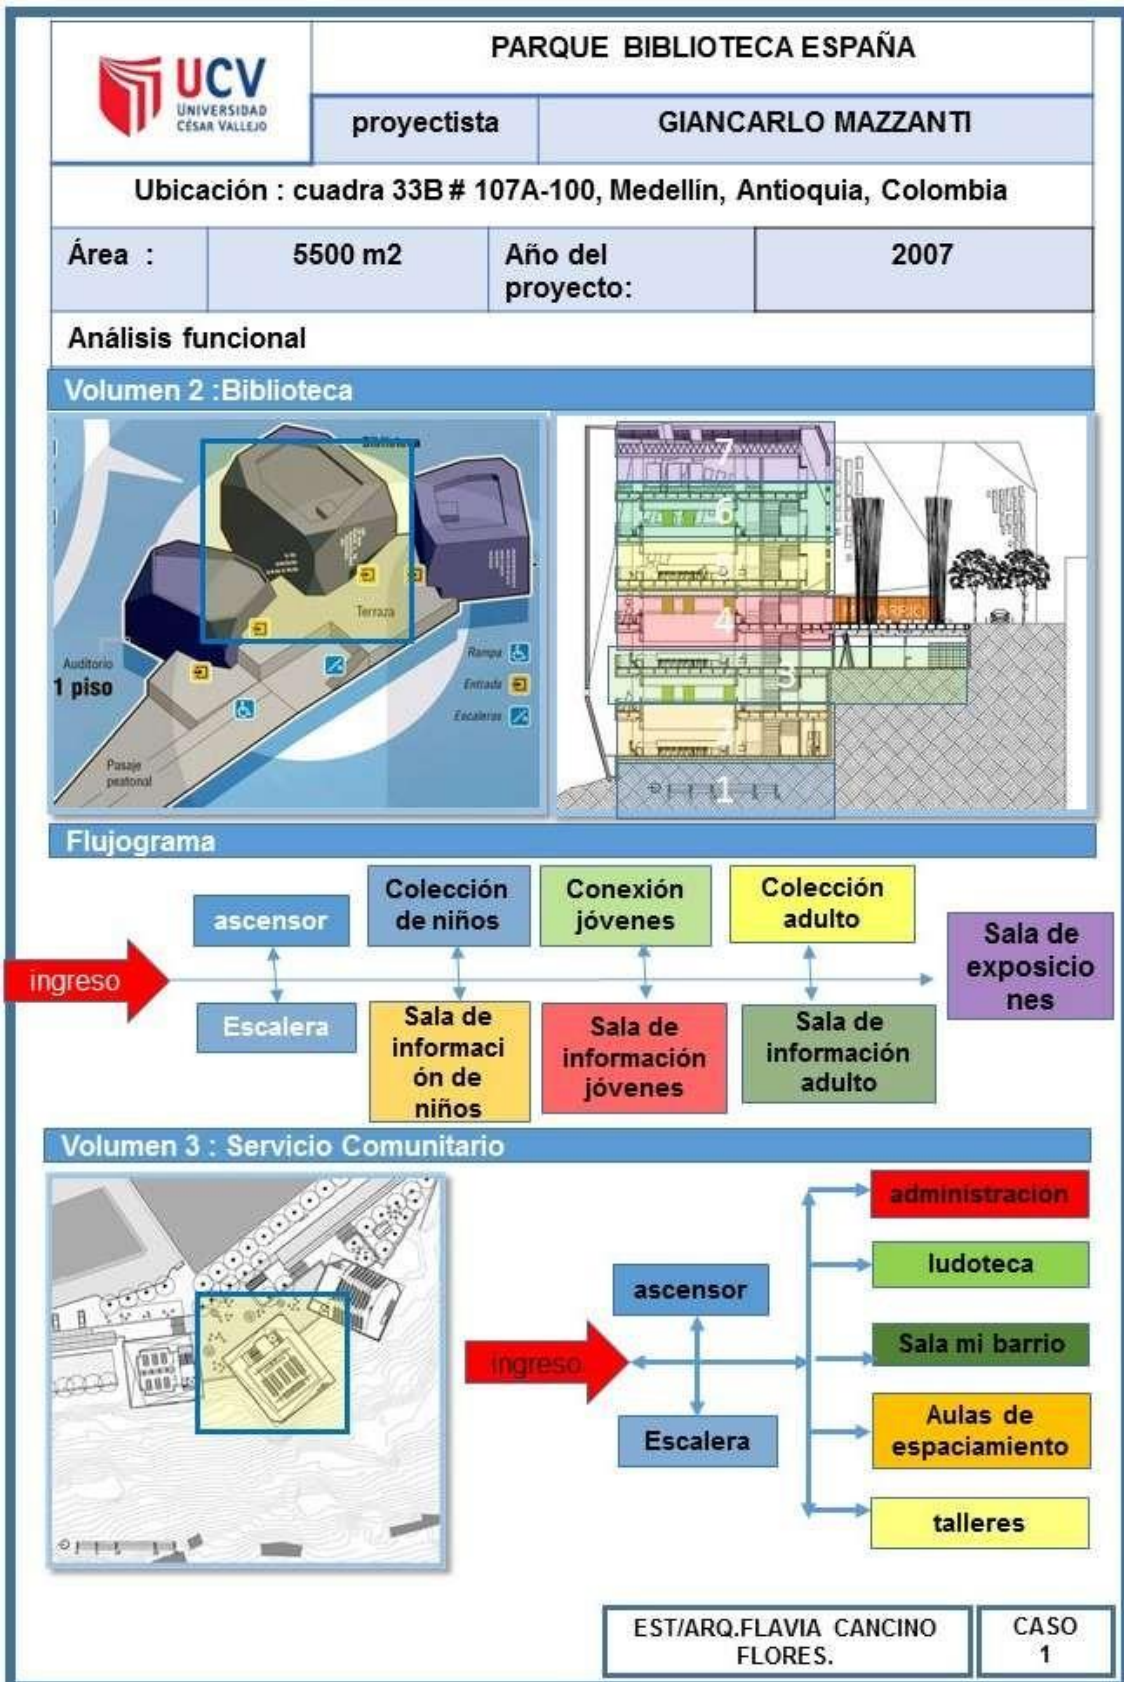 UCV
UNIVERSIDAD
CÉSAR VALLEJO
PARQUE BIBLIOTECA ESPAÑA
proyectista
GIANCARLO MAZZANTI
Ubicación : cuadra 33B # 107A-100, Medellín, Antioquia, Colombia
Área :
5500 m2
Año del
proyecto:
2007
Análisis funcional
Volumen 2 :Biblioteca
Biblioteca
Terraza
Auditorio
1 piso
Pasaje
peatonal
Rampa
Entrada
Escaleras
7
6
4
3
1
Flujograma
ingreso
ascensor
Escalera
Colección
de niños
Sala de
informaci
ón de
niños
Conexión
jóvenes
Sala de
información
jóvenes
Colección
adulto
Sala de
información
adulto
Sala de
exposicio
nes
Volumen 3 : Servicio Comunitario
ingreso
ascensor
Escalera
administración
ludoteca
Sala mi barrio
Aulas de
espaciamiento
talleres
EST/ARQ.FLAVIA CANCINO
FLORES.
CASO
1